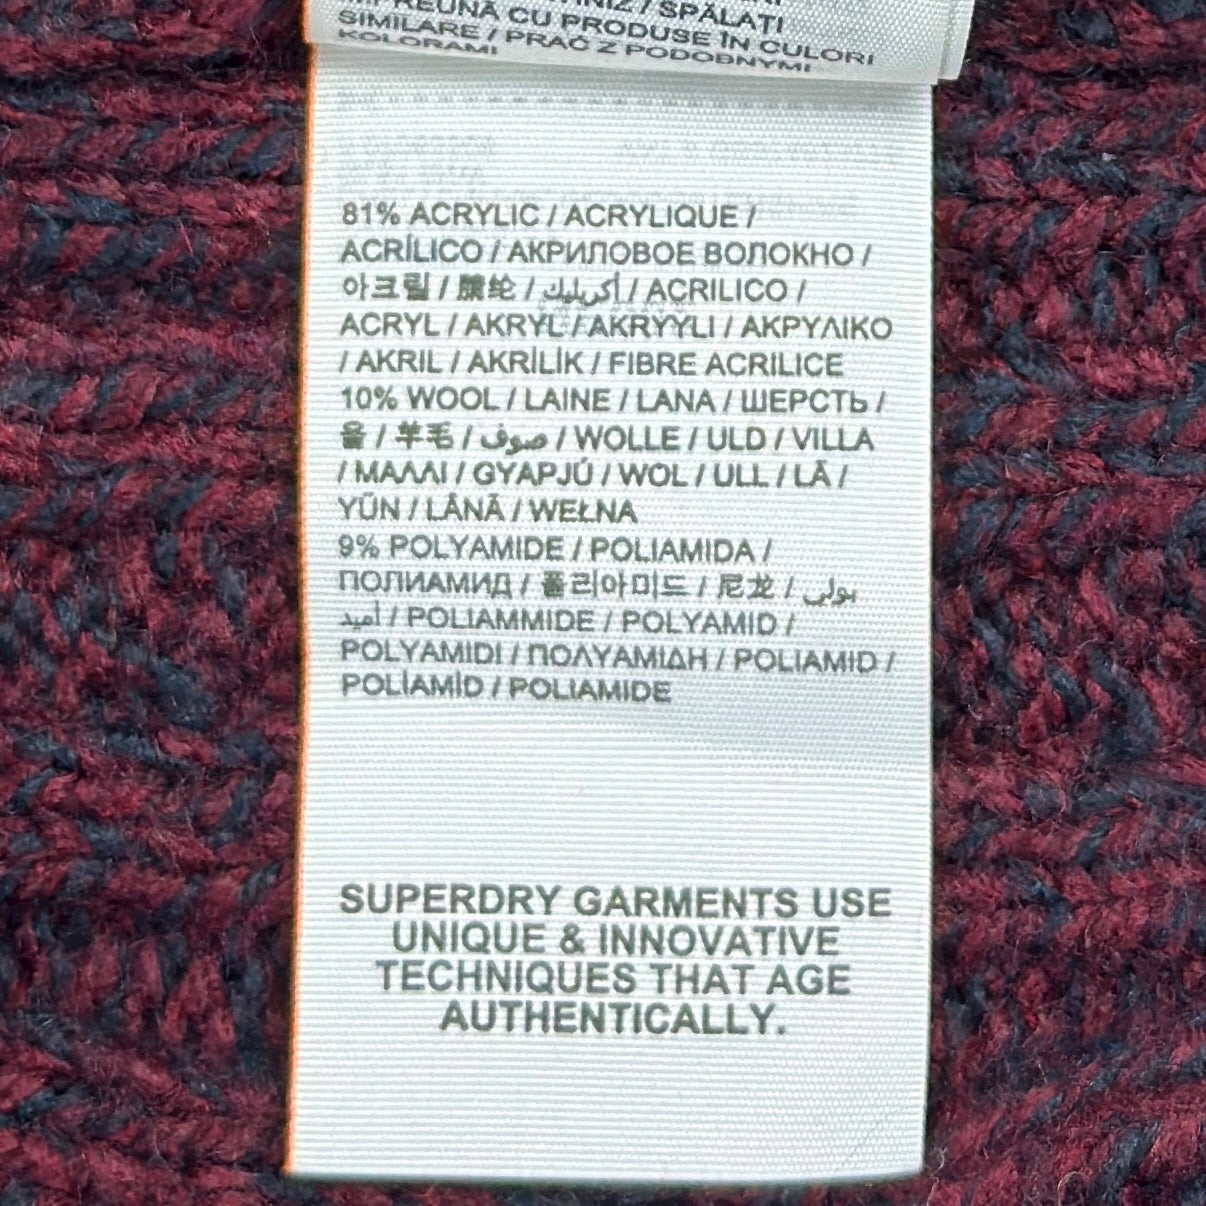 SPĂLAȚI
ÎMPREUNĂ CU PRODUSE ÎN CULORI
SIMILARE / PRAĆ Z PODOBNYMI
KOLORAMI
81% ACRYLIC / ACRYLIQUE /
ACRÍLICO / АКРИЛОВОЕ ВОЛОКНО /
아크릴 / 腈纶 / أكريليك / ACRILICO /
ACRYL / AKRYL / AKRYYLI / ΑΚΡΥΛΙΚΟ
/ AKRIL / AKRİLİK / FIBRE ACRILICE
10% WOOL / LAINE / LANA / ШЕРСТЬ /
울 / 羊毛 / صوف / WOLLE / ULD / VILLA
/ ΜΑΛΛΙ / GYAPJÚ / WOL / ULL / LÃ /
YÜN / LÂNĂ / WEŁNA
9% POLYAMIDE / POLIAMIDA /
ПОЛИАМИД / 폴리아미드 / 尼龙 / بولي
أميد / POLIAMMIDE / POLYAMID /
POLYAMIDI / ΠΟΛΥΑΜΙΔΗ / POLIAMID /
POLİAMİD / POLIAMIDE
SUPERDRY GARMENTS USE
UNIQUE & INNOVATIVE
TECHNIQUES THAT AGE
AUTHENTICALLY.